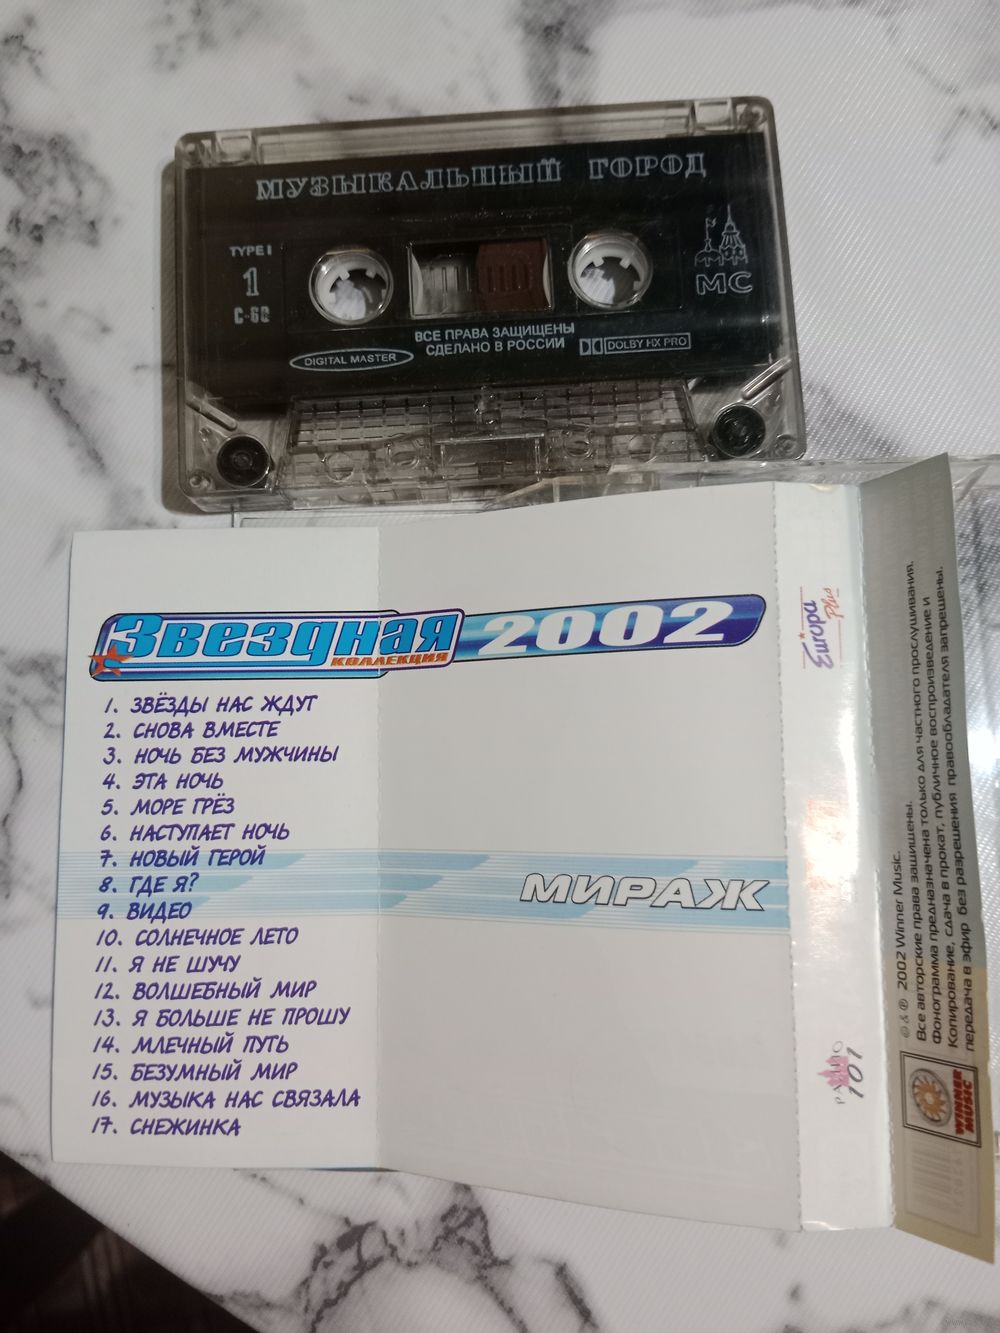 МУЗЫКАЛЬНЫЙ ГОРОД
TYPE I
1
C-60
МС
ВСЕ ПРАВА ЗАЩИЩЕНЫ
СДЕЛАНО В РОССИИ
DIGITAL MASTER
DOLBY HX PRO
Звездная
КОЛЛЕКЦИЯ
2002
1. ЗВЁЗДЫ НАС ЖДУТ
2. СНОВА ВМЕСТЕ
3. НОЧЬ БЕЗ МУЖЧИНЫ
4. ЭТА НОЧЬ
5. МОРЕ ГРЁЗ
6. НАСТУПАЕТ НОЧЬ
7. НОВЫЙ ГЕРОЙ
8. ГДЕ Я?
9. ВИДЕО
10. СОЛНЕЧНОЕ ЛЕТО
11. Я НЕ ШУЧУ
12. ВОЛШЕБНЫЙ МИР
13. Я БОЛЬШЕ НЕ ПРОШУ
14. МЛЕЧНЫЙ ПУТЬ
15. БЕЗУМНЫЙ МИР
16. МУЗЫКА НАС СВЯЗАЛА
17. СНЕЖИНКА
МИРАЖ
Europa
Plus
РАДИО
101
© & ℗ 2002 Winner Music.
Все авторские права защищены.
Фонограмма предназначена только для частного прослушивания.
Копирование, сдача в прокат, публичное воспроизведение и
передача в эфир без разрешения правообладателя запрещены.
WINNER
MUSIC